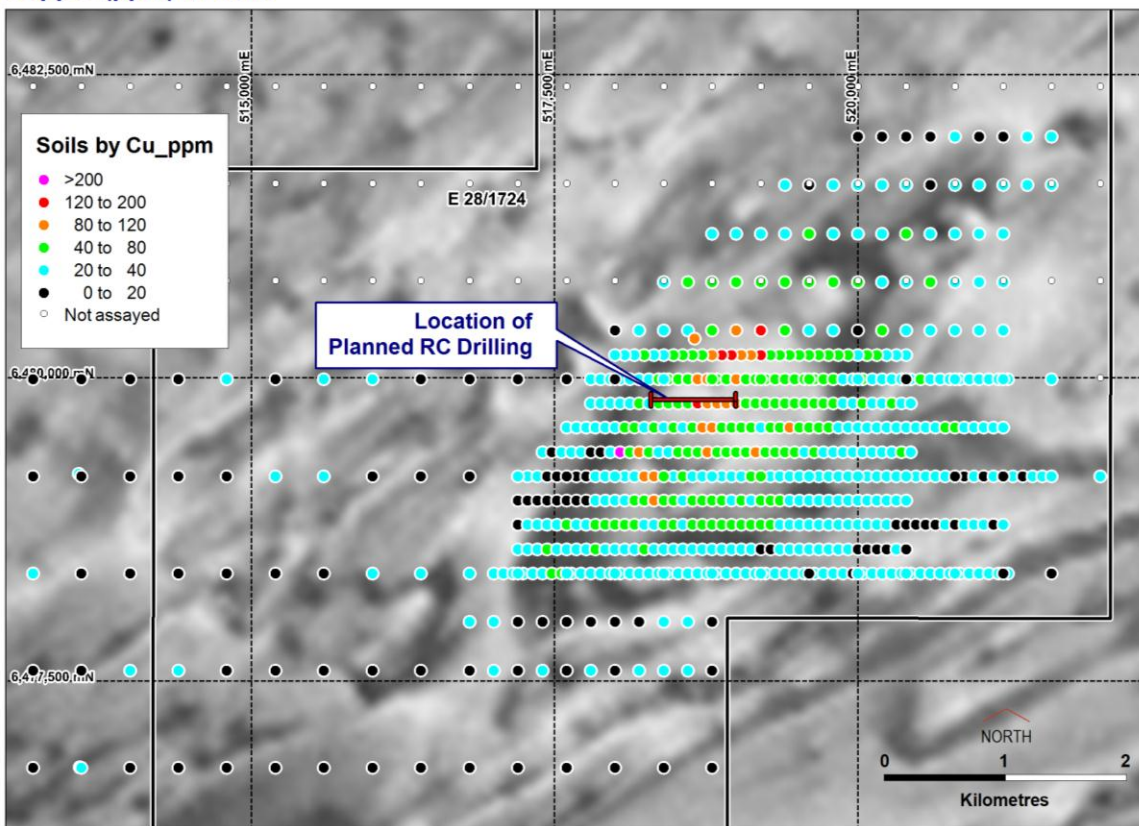 6,482,500 mN
515,000 mE
517,500 mE
520,000 mE
Soils by Cu_ppm
>200
120 to 200
80 to 120
40 to 80
20 to 40
0 to 20
Not assayed
E 28/1724
Location of
Planned RC Drilling
6,480,000 mN
6,477,500 mN
NORTH
0 1 2
Kilometres